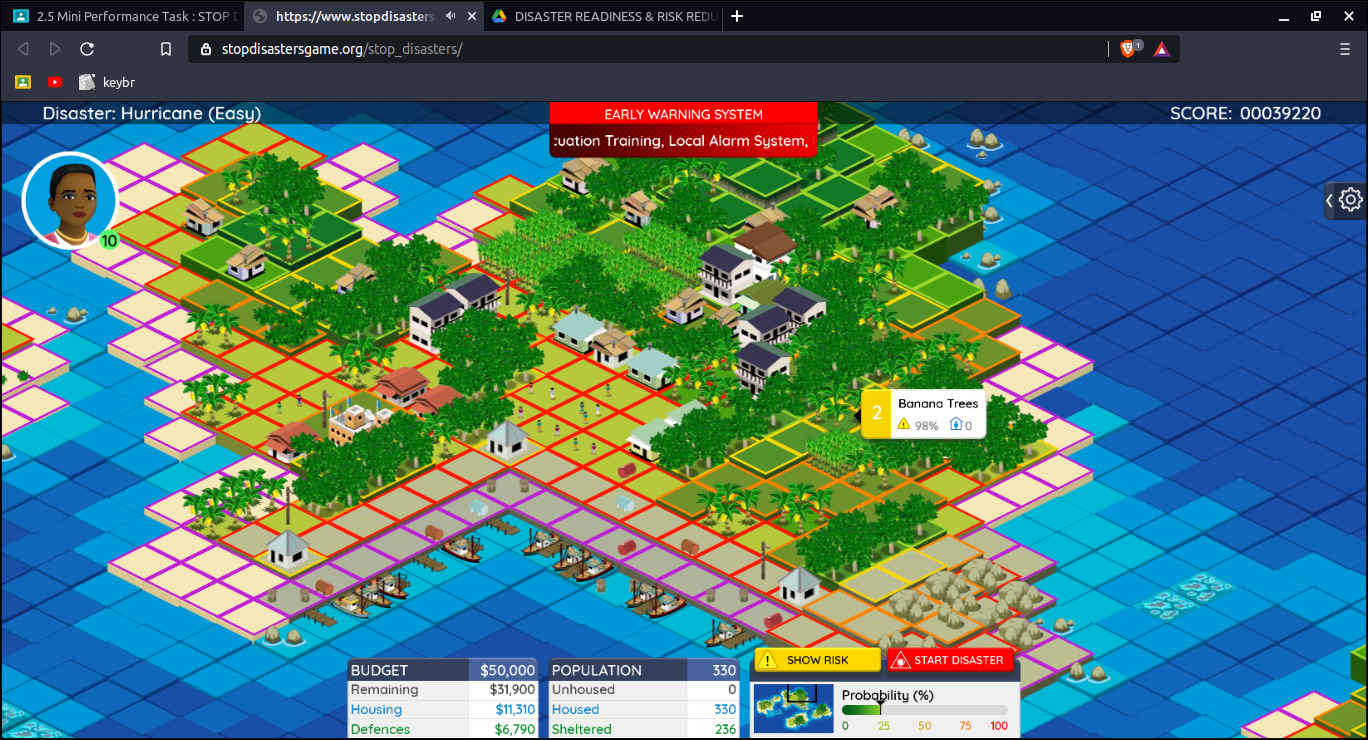 2.5 Mini Performance Task : STOP D
https://www.stopdisasters
DISASTER READINESS & RISK REDU
stopdisastersgame.org/stop_disasters/
1
keybr
Disaster: Hurricane (Easy)
EARLY WARNING SYSTEM
SCORE: 00039220
cuation Training, Local Alarm System,
10
2
Banana Trees
98%
0
BUDGET $50,000
Remaining $31,900
Housing $11,310
Defences $6,790
POPULATION 330
Unhoused 0
Housed 330
Sheltered 236
SHOW RISK
START DISASTER
Probability (%)
0 25 50 75 100